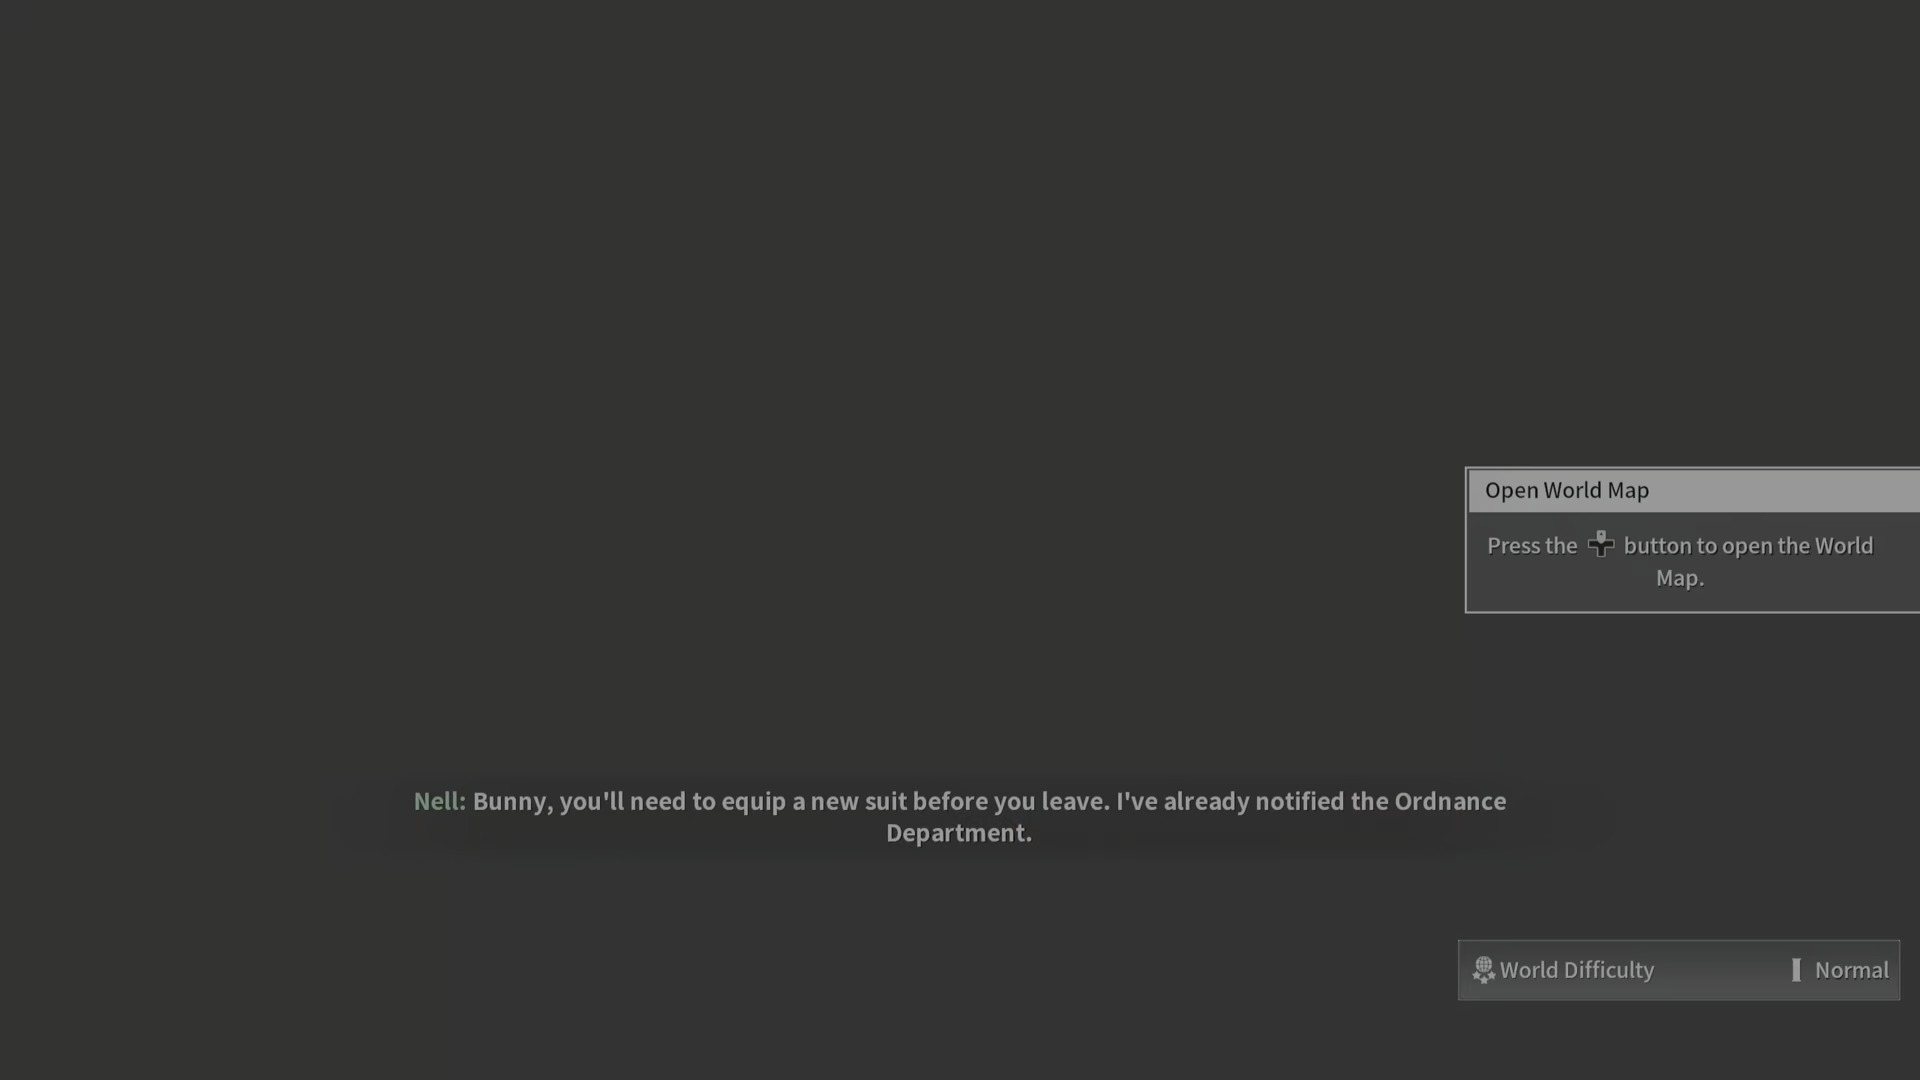 Open World Map
Press the button to open the World
Map.
Nell: Bunny, you'll need to equip a new suit before you leave. I've already notified the Ordnance
Department.
World Difficulty I Normal